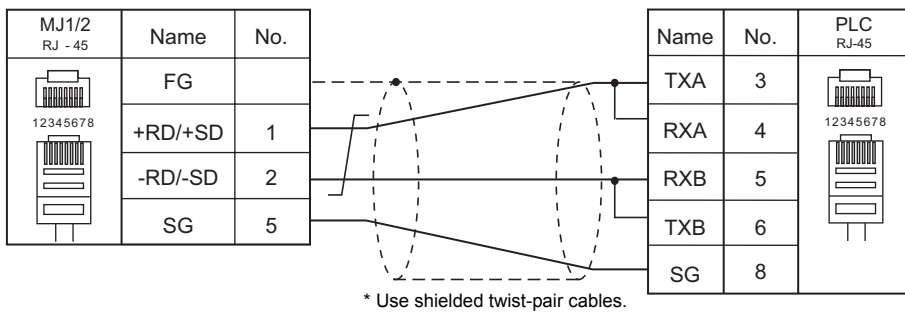 MJ1/2
RJ - 45
Name
No.
FG
+RD/+SD
1
-RD/-SD
2
SG
5
12345678
Name
No.
PLC
RJ-45
TXA
3
RXA
4
RXB
5
TXB
6
SG
8
12345678
* Use shielded twist-pair cables.